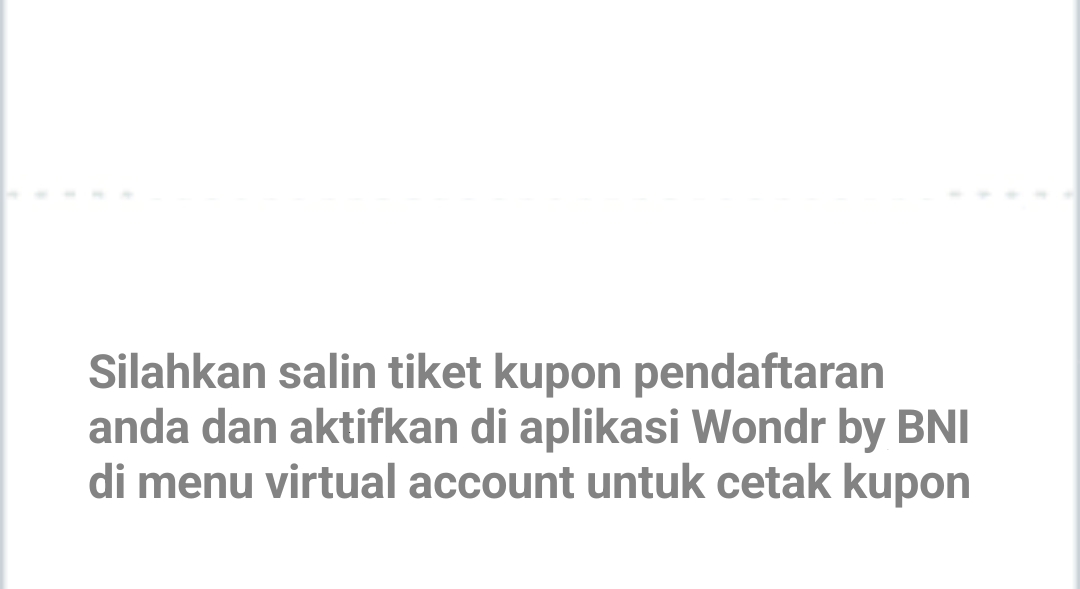 Silahkan salin tiket kupon pendaftaran
anda dan aktifkan di aplikasi Wondr by BNI
di menu virtual account untuk cetak kupon